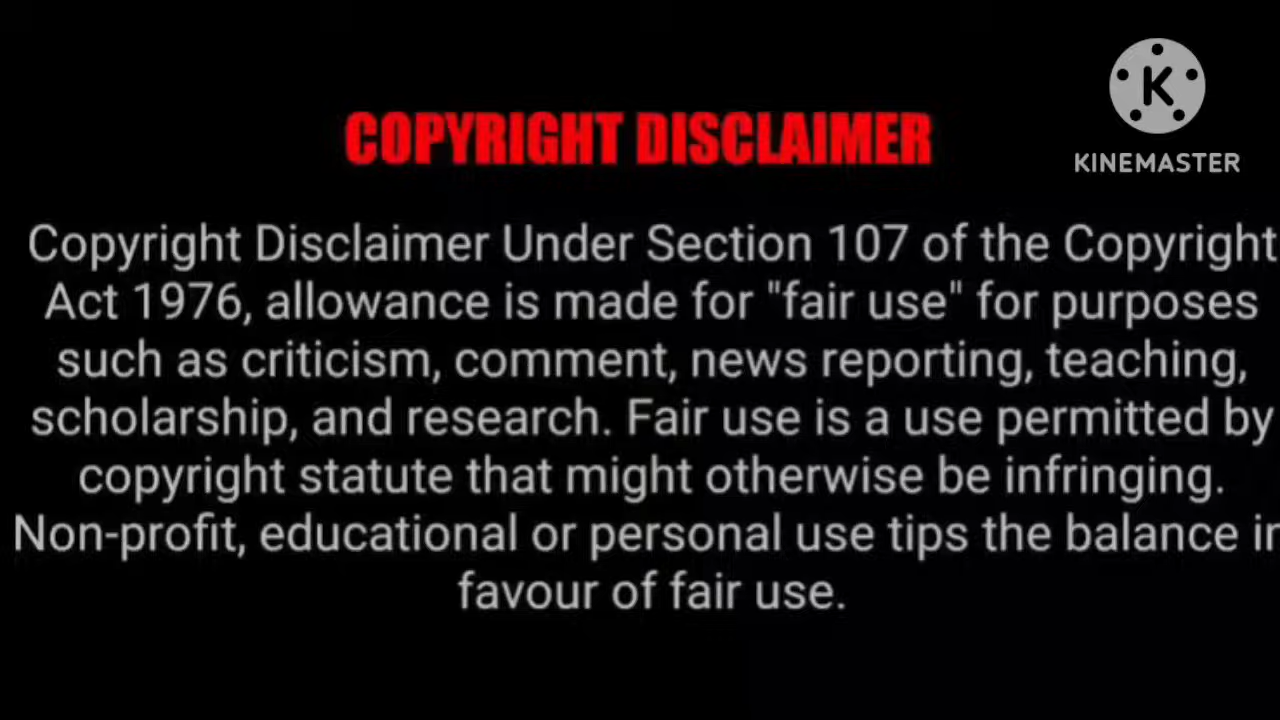 K
KINEMASTER
COPYRIGHT DISCLAIMER
Copyright Disclaimer Under Section 107 of the Copyright
Act 1976, allowance is made for "fair use" for purposes
such as criticism, comment, news reporting, teaching,
scholarship, and research. Fair use is a use permitted by
copyright statute that might otherwise be infringing.
Non-profit, educational or personal use tips the balance in
favour of fair use.